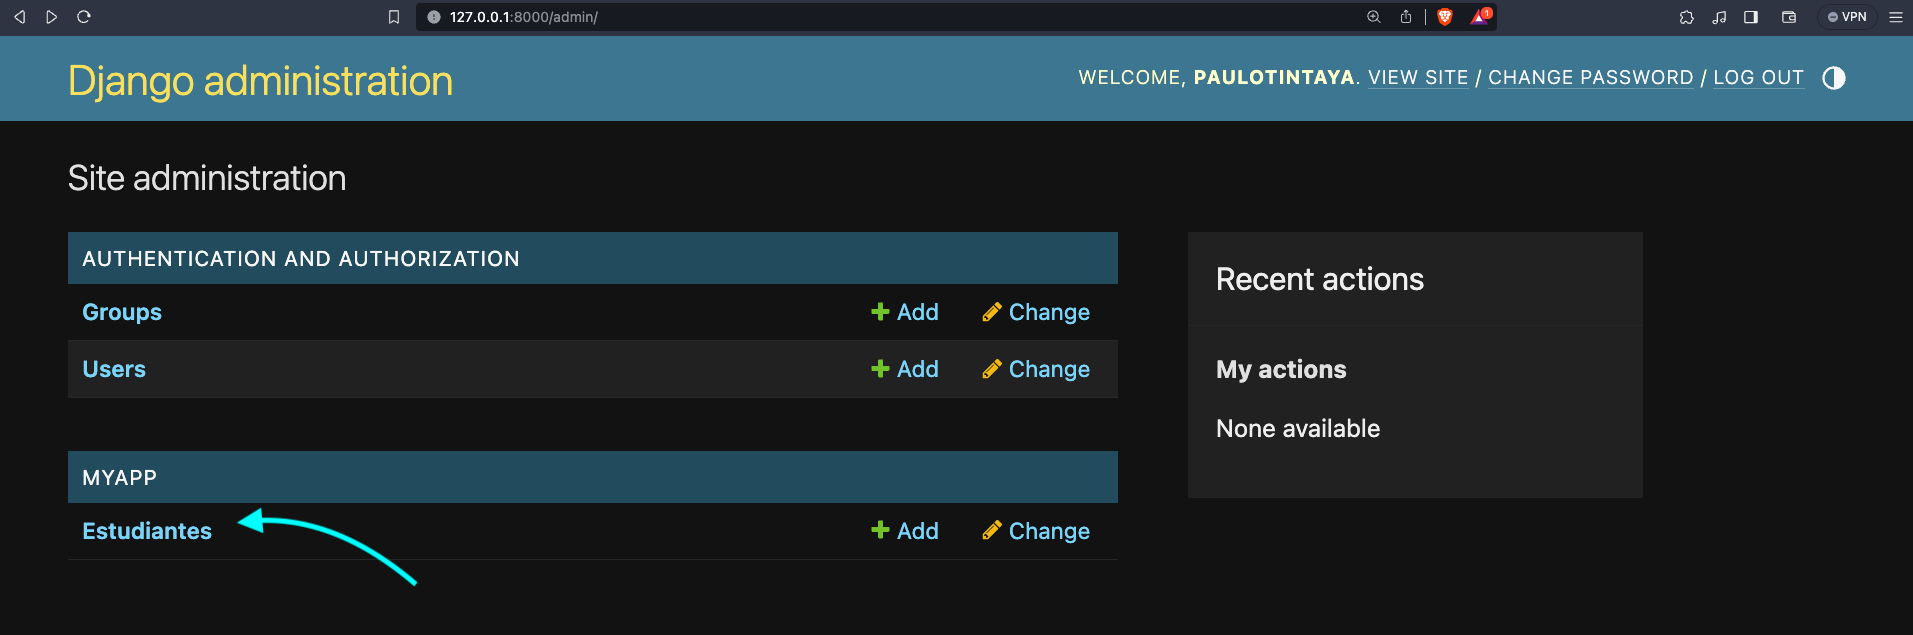 127.0.0.1:8000/admin/
1
VPN
Django administration
WELCOME, PAULOTINTAYA. VIEW SITE / CHANGE PASSWORD / LOG OUT
Site administration
AUTHENTICATION AND AUTHORIZATION
Groups Add Change
Users Add Change
MYAPP
Estudiantes Add Change
Recent actions
My actions
None available